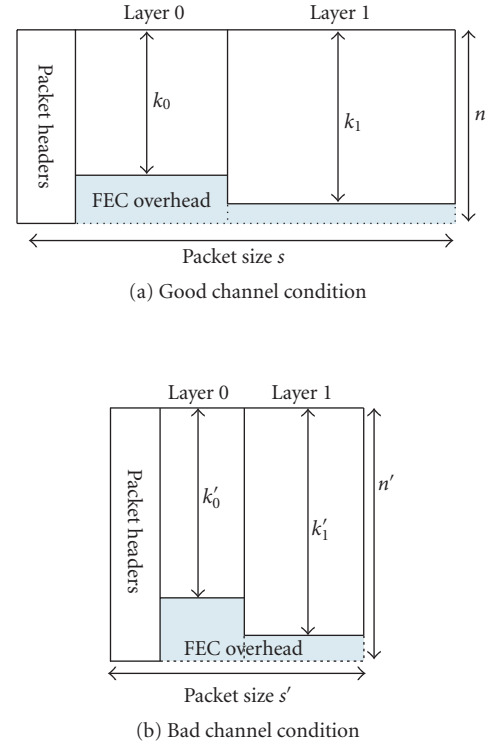 Layer 0 Layer 1
Packet headers
k₀
k₁
n
FEC overhead
Packet size s
(a) Good channel condition
Layer 0 Layer 1
Packet headers
k′₀
k′₁
n′
FEC overhead
Packet size s′
(b) Bad channel condition